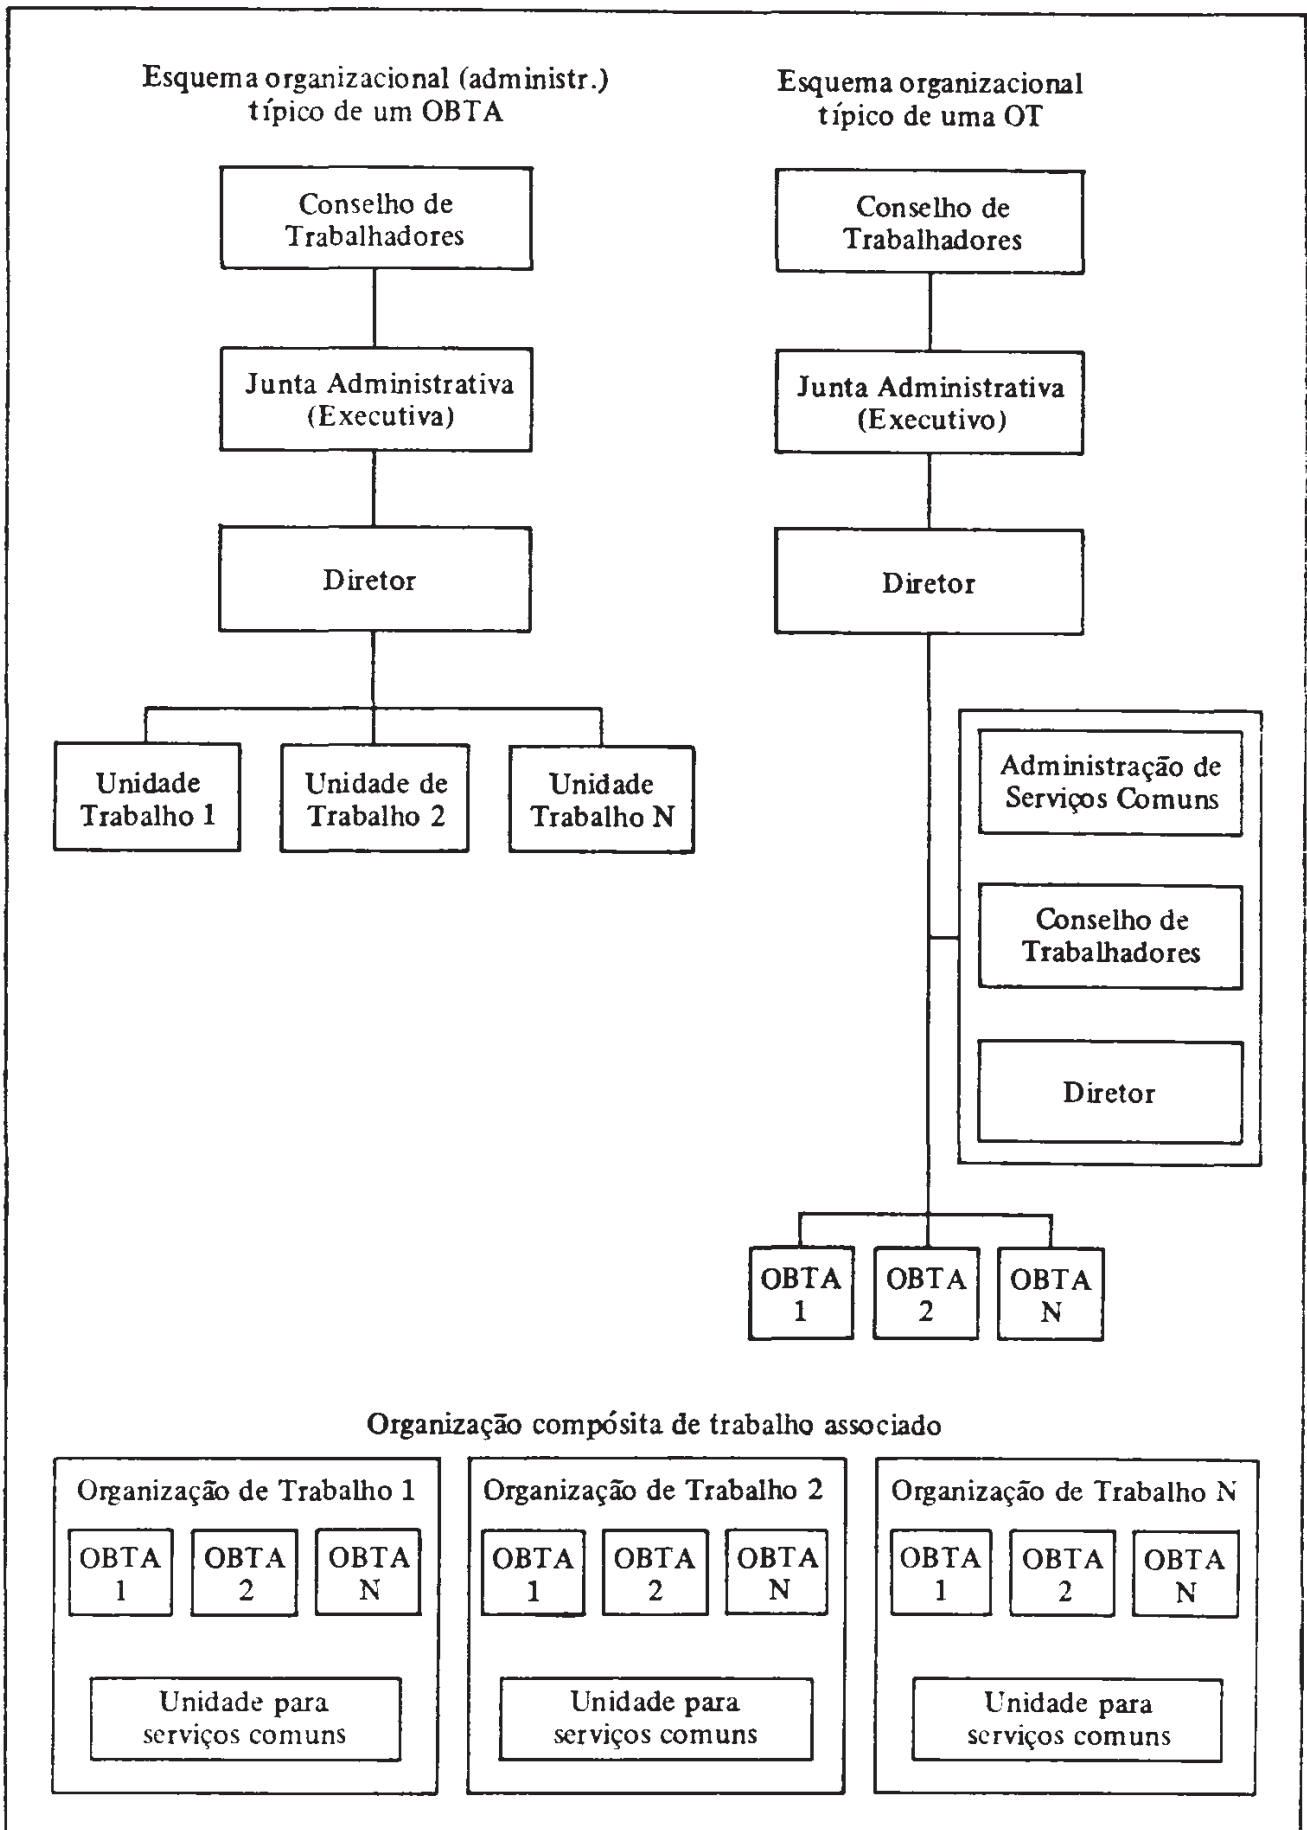 Esquema organizacional (administr.)
típico de um OBTA
Conselho de
Trabalhadores
Junta Administrativa
(Executiva)
Diretor
Unidade
Trabalho 1
Unidade de
Trabalho 2
Unidade
Trabalho N
Esquema organizacional
típico de uma OT
Conselho de
Trabalhadores
Junta Administrativa
(Executivo)
Diretor
Administração de
Serviços Comuns
Conselho de
Trabalhadores
Diretor
OBTA
1
OBTA
2
OBTA
N
Organização compósita de trabalho associado
Organização de Trabalho 1
OBTA
1
OBTA
2
OBTA
N
Unidade para
serviços comuns
Organização de Trabalho 2
OBTA
1
OBTA
2
OBTA
N
Unidade para
serviços comuns
Organização de Trabalho N
OBTA
1
OBTA
2
OBTA
N
Unidade para
serviços comuns